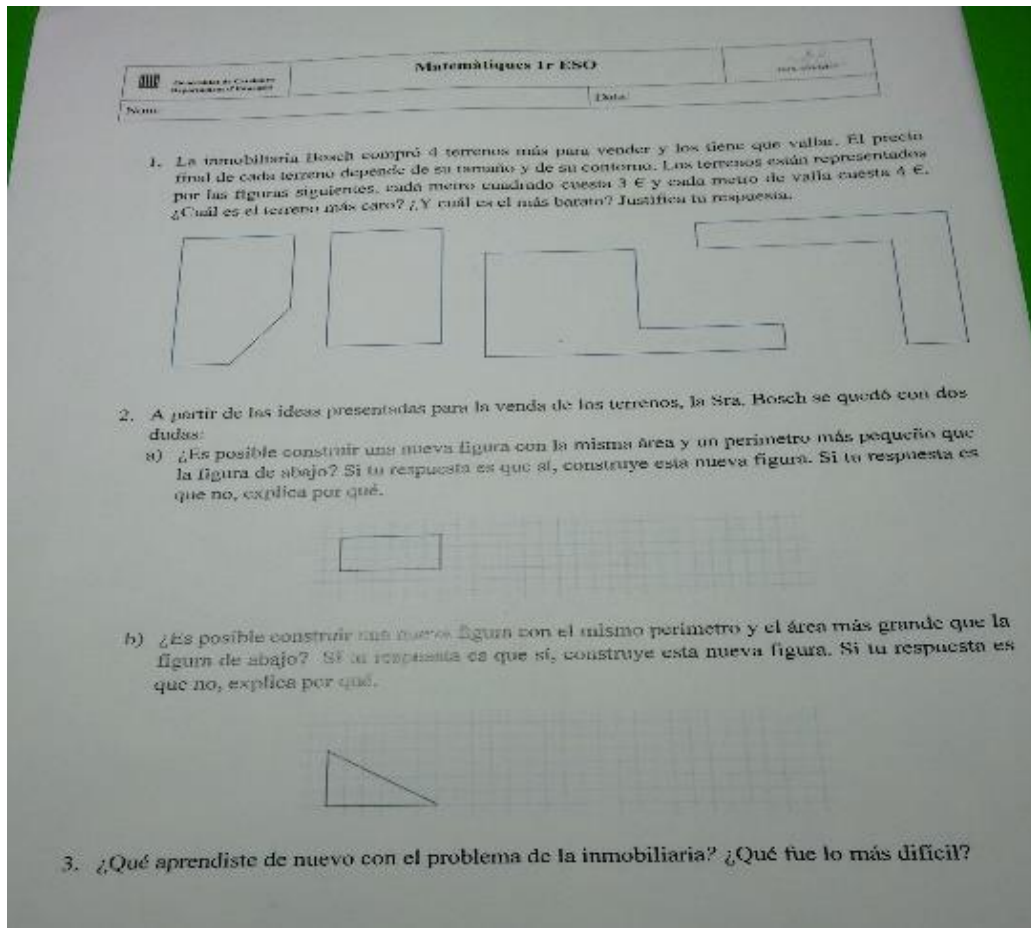 Matemàtiques 1r ESO
Nom:
Data:
1. La inmobiliaria Bosch compró 4 terrenos más para vender y los tiene que vallar. El precio
final de cada terreno depende de su tamaño y de su contorno. Los terrenos están representados
por las figuras siguientes, cada metro cuadrado cuesta 3 € y cada metro de valla cuesta 4 €.
¿Cuál es el terreno más caro? ¿Y cuál es el más barato? Justifica tu respuesta.
2. A partir de las ideas presentadas para la venda de los terrenos, la Sra. Bosch se quedó con dos
dudas:
a) ¿Es posible construir una nueva figura con la misma área y un perímetro más pequeño que
la figura de abajo? Si tu respuesta es que sí, construye esta nueva figura. Si tu respuesta es
que no, explica por qué.
b) ¿Es posible construir una nueva figura con el mismo perímetro y el área más grande que la
figura de abajo? Si tu respuesta es que sí, construye esta nueva figura. Si tu respuesta es
que no, explica por qué.
3. ¿Qué aprendiste de nuevo con el problema de la inmobiliaria? ¿Qué fue lo más difícil?